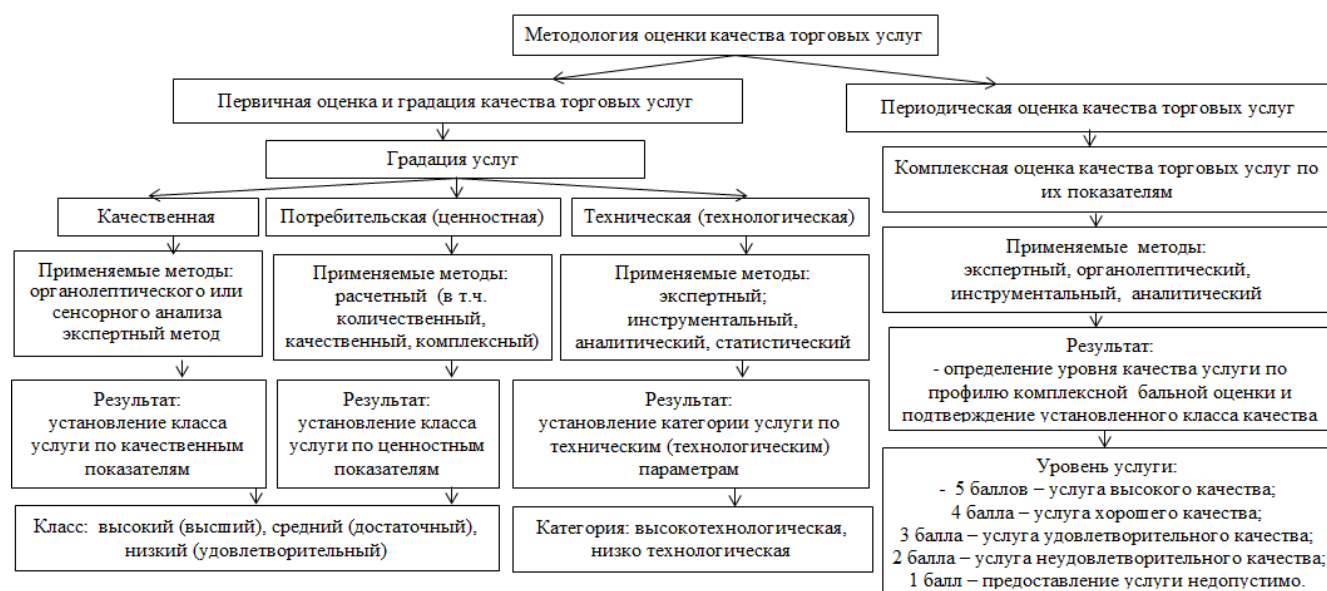 Методология оценки качества торговых услуг
Первичная оценка и градация качества торговых услуг
Периодическая оценка качества торговых услуг
Градация услуг
Комплексная оценка качества торговых услуг по
их показателям
Качественная
Потребительская (ценностная)
Техническая (технологическая)
Применяемые методы:
органолептического или
сенсорного анализа
экспертный метод
Применяемые методы:
расчетный (в т.ч.
количественный,
качественный, комплексный)
Применяемые методы:
экспертный;
инструментальный,
аналитический, статистический
Применяемые методы:
экспертный, органолептический,
инструментальный, аналитический
Результат:
установление класса
услуги по качественным
показателям
Результат:
установление класса
услуги по ценностным
показателям
Результат:
установление категории услуги по
техническим (технологическим)
параметрам
Результат:
- определение уровня качества услуги по
профилю комплексной бальной оценки и
подтверждение установленного класса качества
Класс: высокий (высший), средний (достаточный),
низкий (удовлетворительный)
Категория: высокотехнологическая,
низко технологическая
Уровень услуги:
- 5 баллов – услуга высокого качества;
4 балла – услуга хорошего качества;
3 балла – услуга удовлетворительного качества;
2 балла – услуга неудовлетворительного качества;
1 балл – предоставление услуги недопустимо.